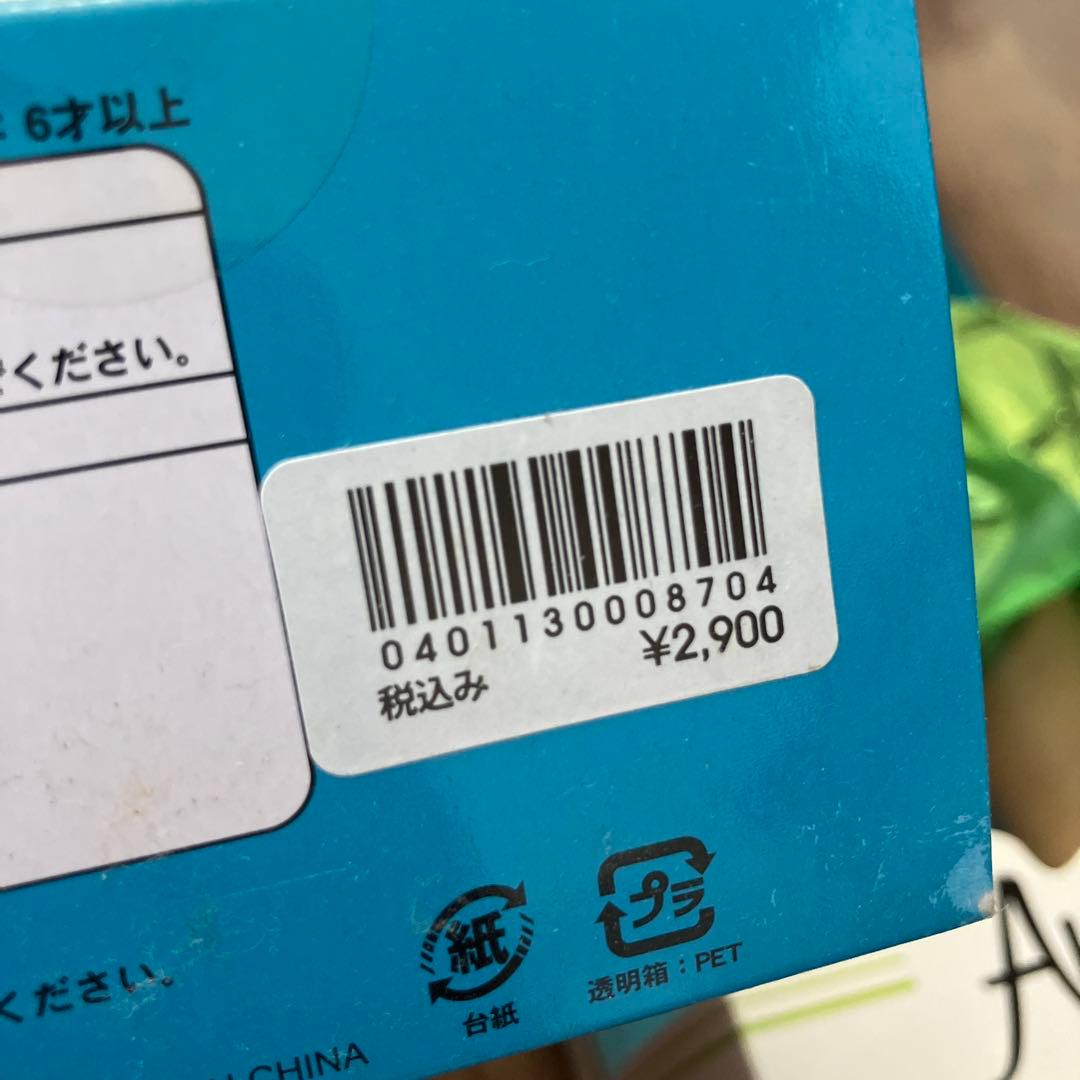 : 6才以上
ください。
0401130008704
¥2,900
税込み
紙
プラ
台紙
透明箱：PET
ください。
CHINA